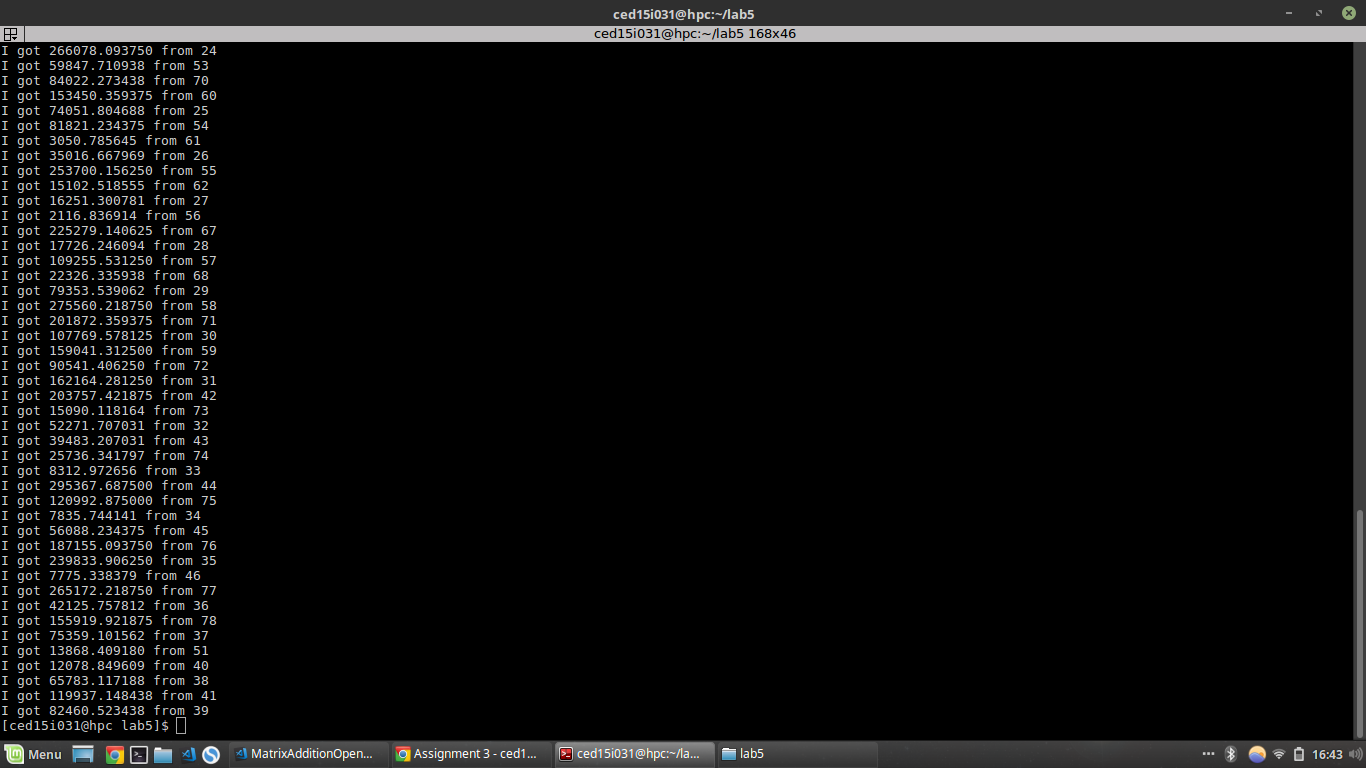 ced15i031@hpc:~/lab5
ced15i031@hpc:~/lab5 168x46
I got 266078.093750 from 24
I got 59847.710938 from 53
I got 84022.273438 from 70
I got 153450.359375 from 60
I got 74051.804688 from 25
I got 81821.234375 from 54
I got 3050.785645 from 61
I got 35016.667969 from 26
I got 253700.156250 from 55
I got 15102.518555 from 62
I got 16251.300781 from 27
I got 2116.836914 from 56
I got 225279.140625 from 67
I got 17726.246094 from 28
I got 109255.531250 from 57
I got 22326.335938 from 68
I got 79353.539062 from 29
I got 275560.218750 from 58
I got 201872.359375 from 71
I got 107769.578125 from 30
I got 159041.312500 from 59
I got 90541.406250 from 72
I got 162164.281250 from 31
I got 203757.421875 from 42
I got 15090.118164 from 73
I got 52271.707031 from 32
I got 39483.207031 from 43
I got 25736.341797 from 74
I got 8312.972656 from 33
I got 295367.687500 from 44
I got 120992.875000 from 75
I got 7835.744141 from 34
I got 56088.234375 from 45
I got 187155.093750 from 76
I got 239833.906250 from 35
I got 7775.338379 from 46
I got 265172.218750 from 77
I got 42125.757812 from 36
I got 155919.921875 from 78
I got 75359.101562 from 37
I got 13868.409180 from 51
I got 12078.849609 from 40
I got 65783.117188 from 38
I got 119937.148438 from 41
I got 82460.523438 from 39
[ced15i031@hpc lab5]$
Menu MatrixAdditionOpen... Assignment 3 - ced1... ced15i031@hpc:~/la... lab5 16:43